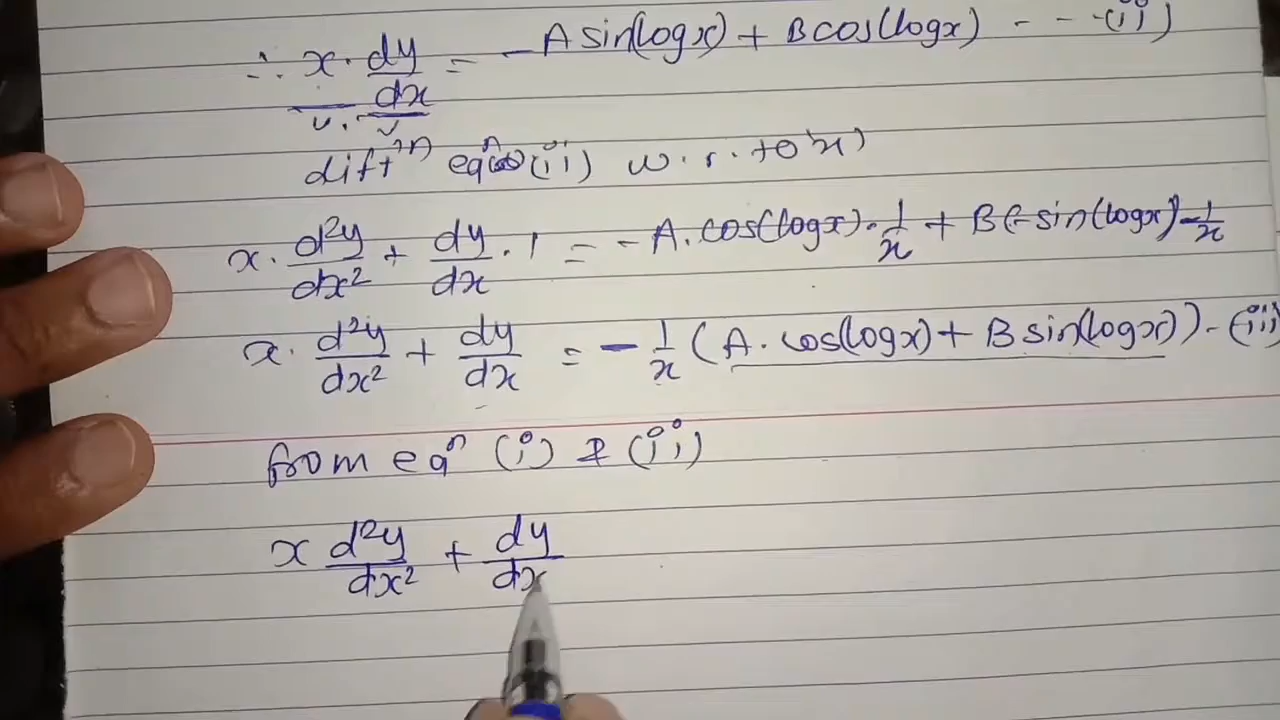 ∴ x · dy/dx = -A sin(log x) + B cos(log x) - - -(ii)
u · v
diffⁿ eqⁿ (ii) w.r. to 'x'
x · d²y/dx² + dy/dx · 1 = -A. cos(log x) · 1/x + B (-sin(log x) · 1/x
x · d²y/dx² + dy/dx = - 1/x (A. cos(log x) + B sin(log x)) - (iii)
from eqⁿ (i) & (ii)
x d²y/dx² + dy/dx